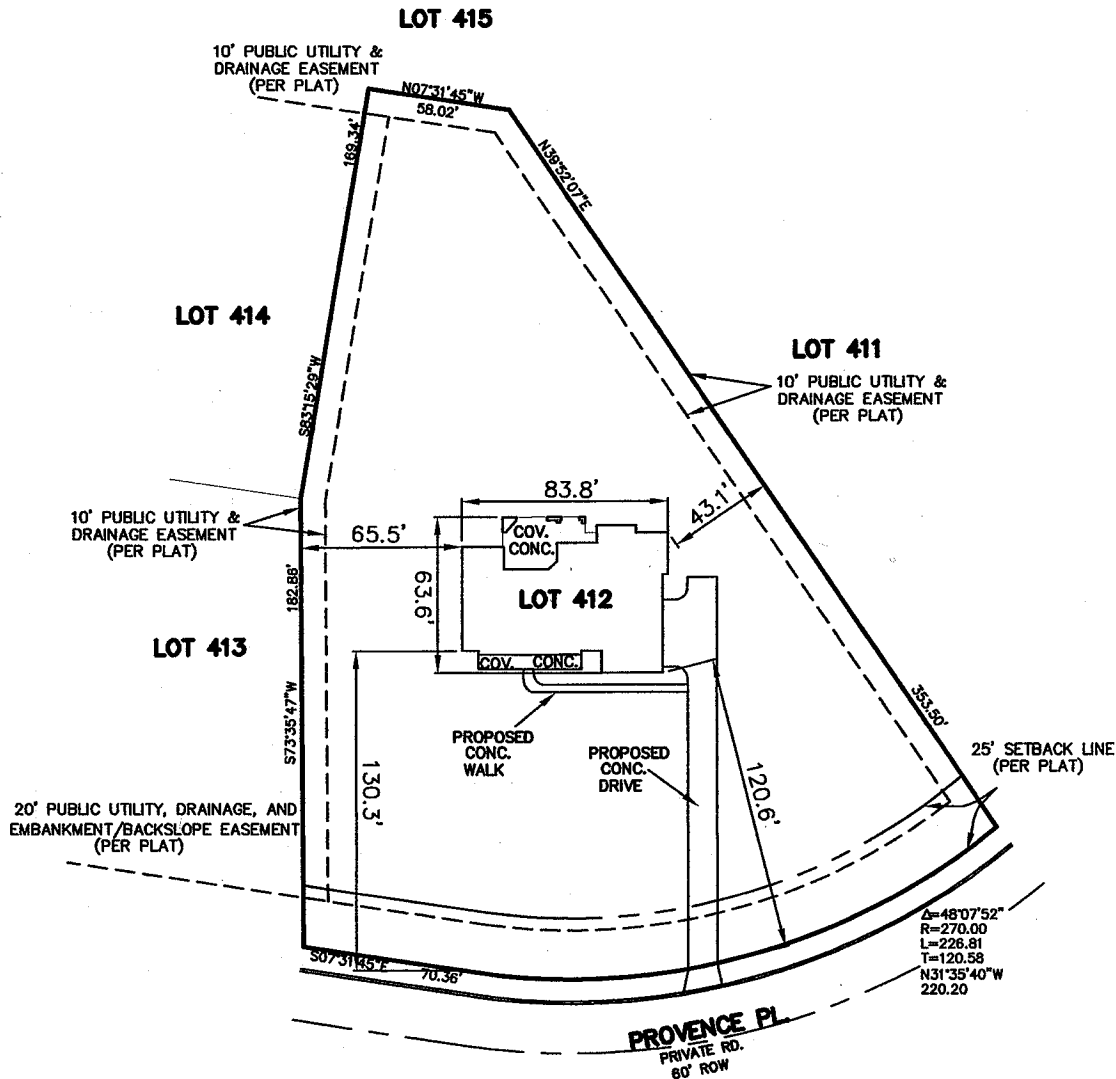 LOT 415
10' PUBLIC UTILITY &
DRAINAGE EASEMENT
(PER PLAT)
N07°31'45"W
58.02'
169.34'
N39°52'07"E
LOT 414
S83°15'29"W
LOT 411
10' PUBLIC UTILITY &
DRAINAGE EASEMENT
(PER PLAT)
83.8'
43.1'
10' PUBLIC UTILITY &
DRAINAGE EASEMENT
(PER PLAT)
65.5'
COV.
CONC.
63.6'
LOT 412
182.86'
LOT 413
COV. CONC.
353.50'
S73°35'47"W
PROPOSED
CONC.
WALK
PROPOSED
CONC.
DRIVE
130.3'
120.6'
25' SETBACK LINE
(PER PLAT)
20' PUBLIC UTILITY, DRAINAGE, AND
EMBANKMENT/BACKSLOPE EASEMENT
(PER PLAT)
S07°31'45"E
70.36'
Δ=48°07'52"
R=270.00
L=226.81
T=120.58
N31°35'40"W
220.20
PROVENCE PL.
PRIVATE RD.
60' ROW